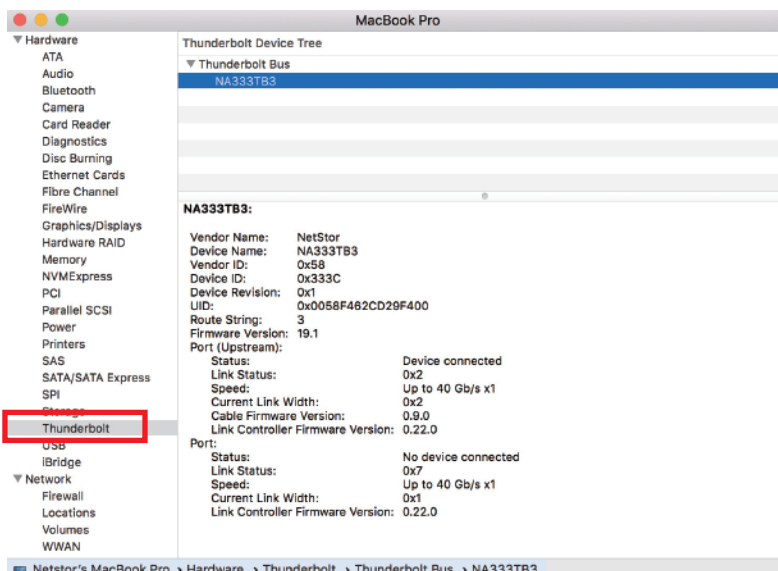 MacBook Pro
▼ Hardware
ATA
Audio
Bluetooth
Camera
Card Reader
Diagnostics
Disc Burning
Ethernet Cards
Fibre Channel
FireWire
Graphics/Displays
Hardware RAID
Memory
NVMExpress
PCI
Parallel SCSI
Power
Printers
SAS
SATA/SATA Express
SPI
Storage
Thunderbolt
USB
iBridge
▼ Network
Firewall
Locations
Volumes
WWAN
Thunderbolt Device Tree
▼ Thunderbolt Bus
NA333TB3
NA333TB3:
Vendor Name: NetStor
Device Name: NA333TB3
Vendor ID: 0x58
Device ID: 0x333C
Device Revision: 0x1
UID: 0x0058F462CD29F400
Route String: 3
Firmware Version: 19.1
Port (Upstream):
Status: Device connected
Link Status: 0x2
Speed: Up to 40 Gb/s x1
Current Link Width: 0x2
Cable Firmware Version: 0.9.0
Link Controller Firmware Version: 0.22.0
Port:
Status: No device connected
Link Status: 0x7
Speed: Up to 40 Gb/s x1
Current Link Width: 0x1
Link Controller Firmware Version: 0.22.0
Netstor's MacBook Pro › Hardware › Thunderbolt › Thunderbolt Bus › NA333TB3